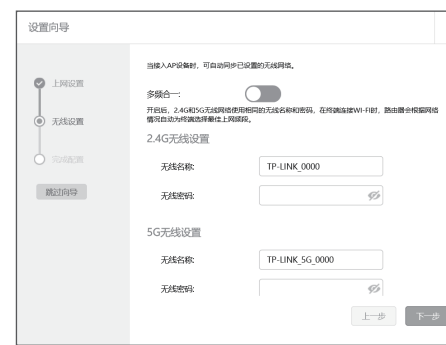 设置向导
上网设置
无线设置
完成配置
跳过向导
当接入AP设备时，可自动同步已设置的无线网络。
多频合一:
开启后，2.4G和5G无线网络使用相同的无线名称和密码，在终端连接WI-FI时，路由器会根据网络
情况自动为终端选择最佳上网频段。
2.4G无线设置
无线名称:
TP-LINK_0000
无线密码:
5G无线设置
无线名称:
TP-LINK_5G_0000
无线密码:
上一步
下一步